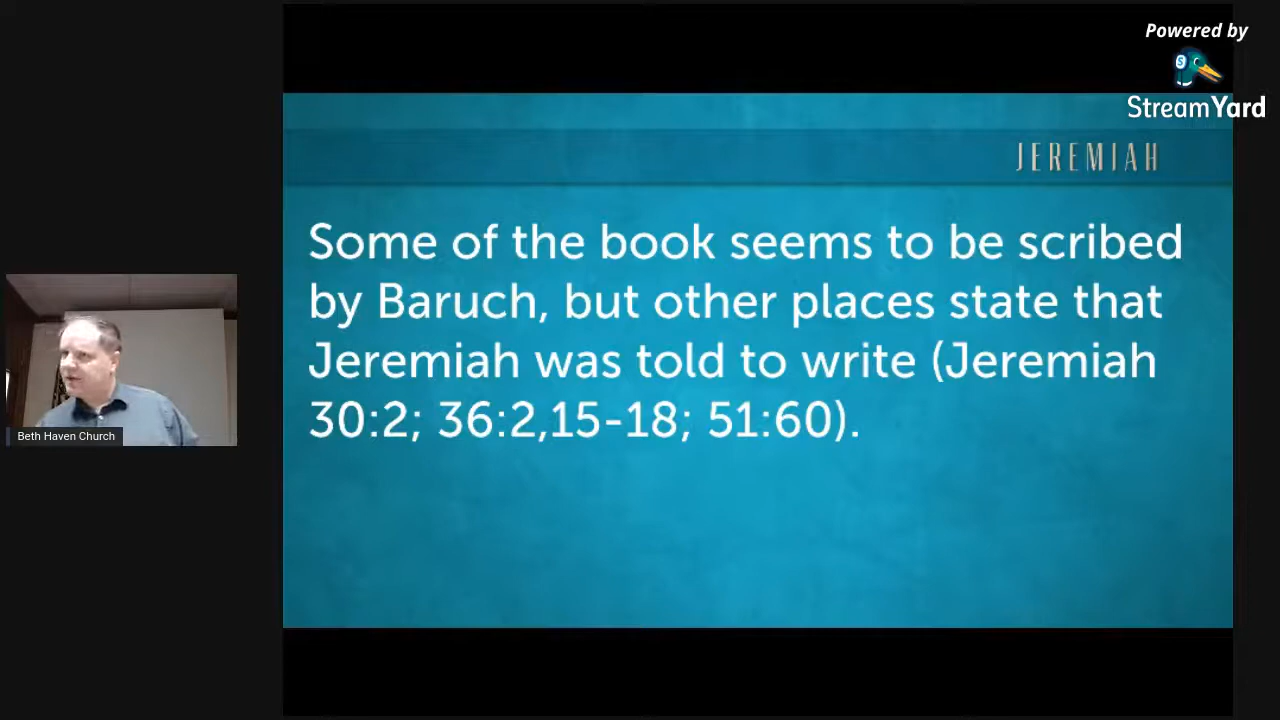 Powered by
StreamYard
JEREMIAH
Some of the book seems to be scribed
by Baruch, but other places state that
Jeremiah was told to write (Jeremiah
30:2; 36:2,15-18; 51:60).
Beth Haven Church